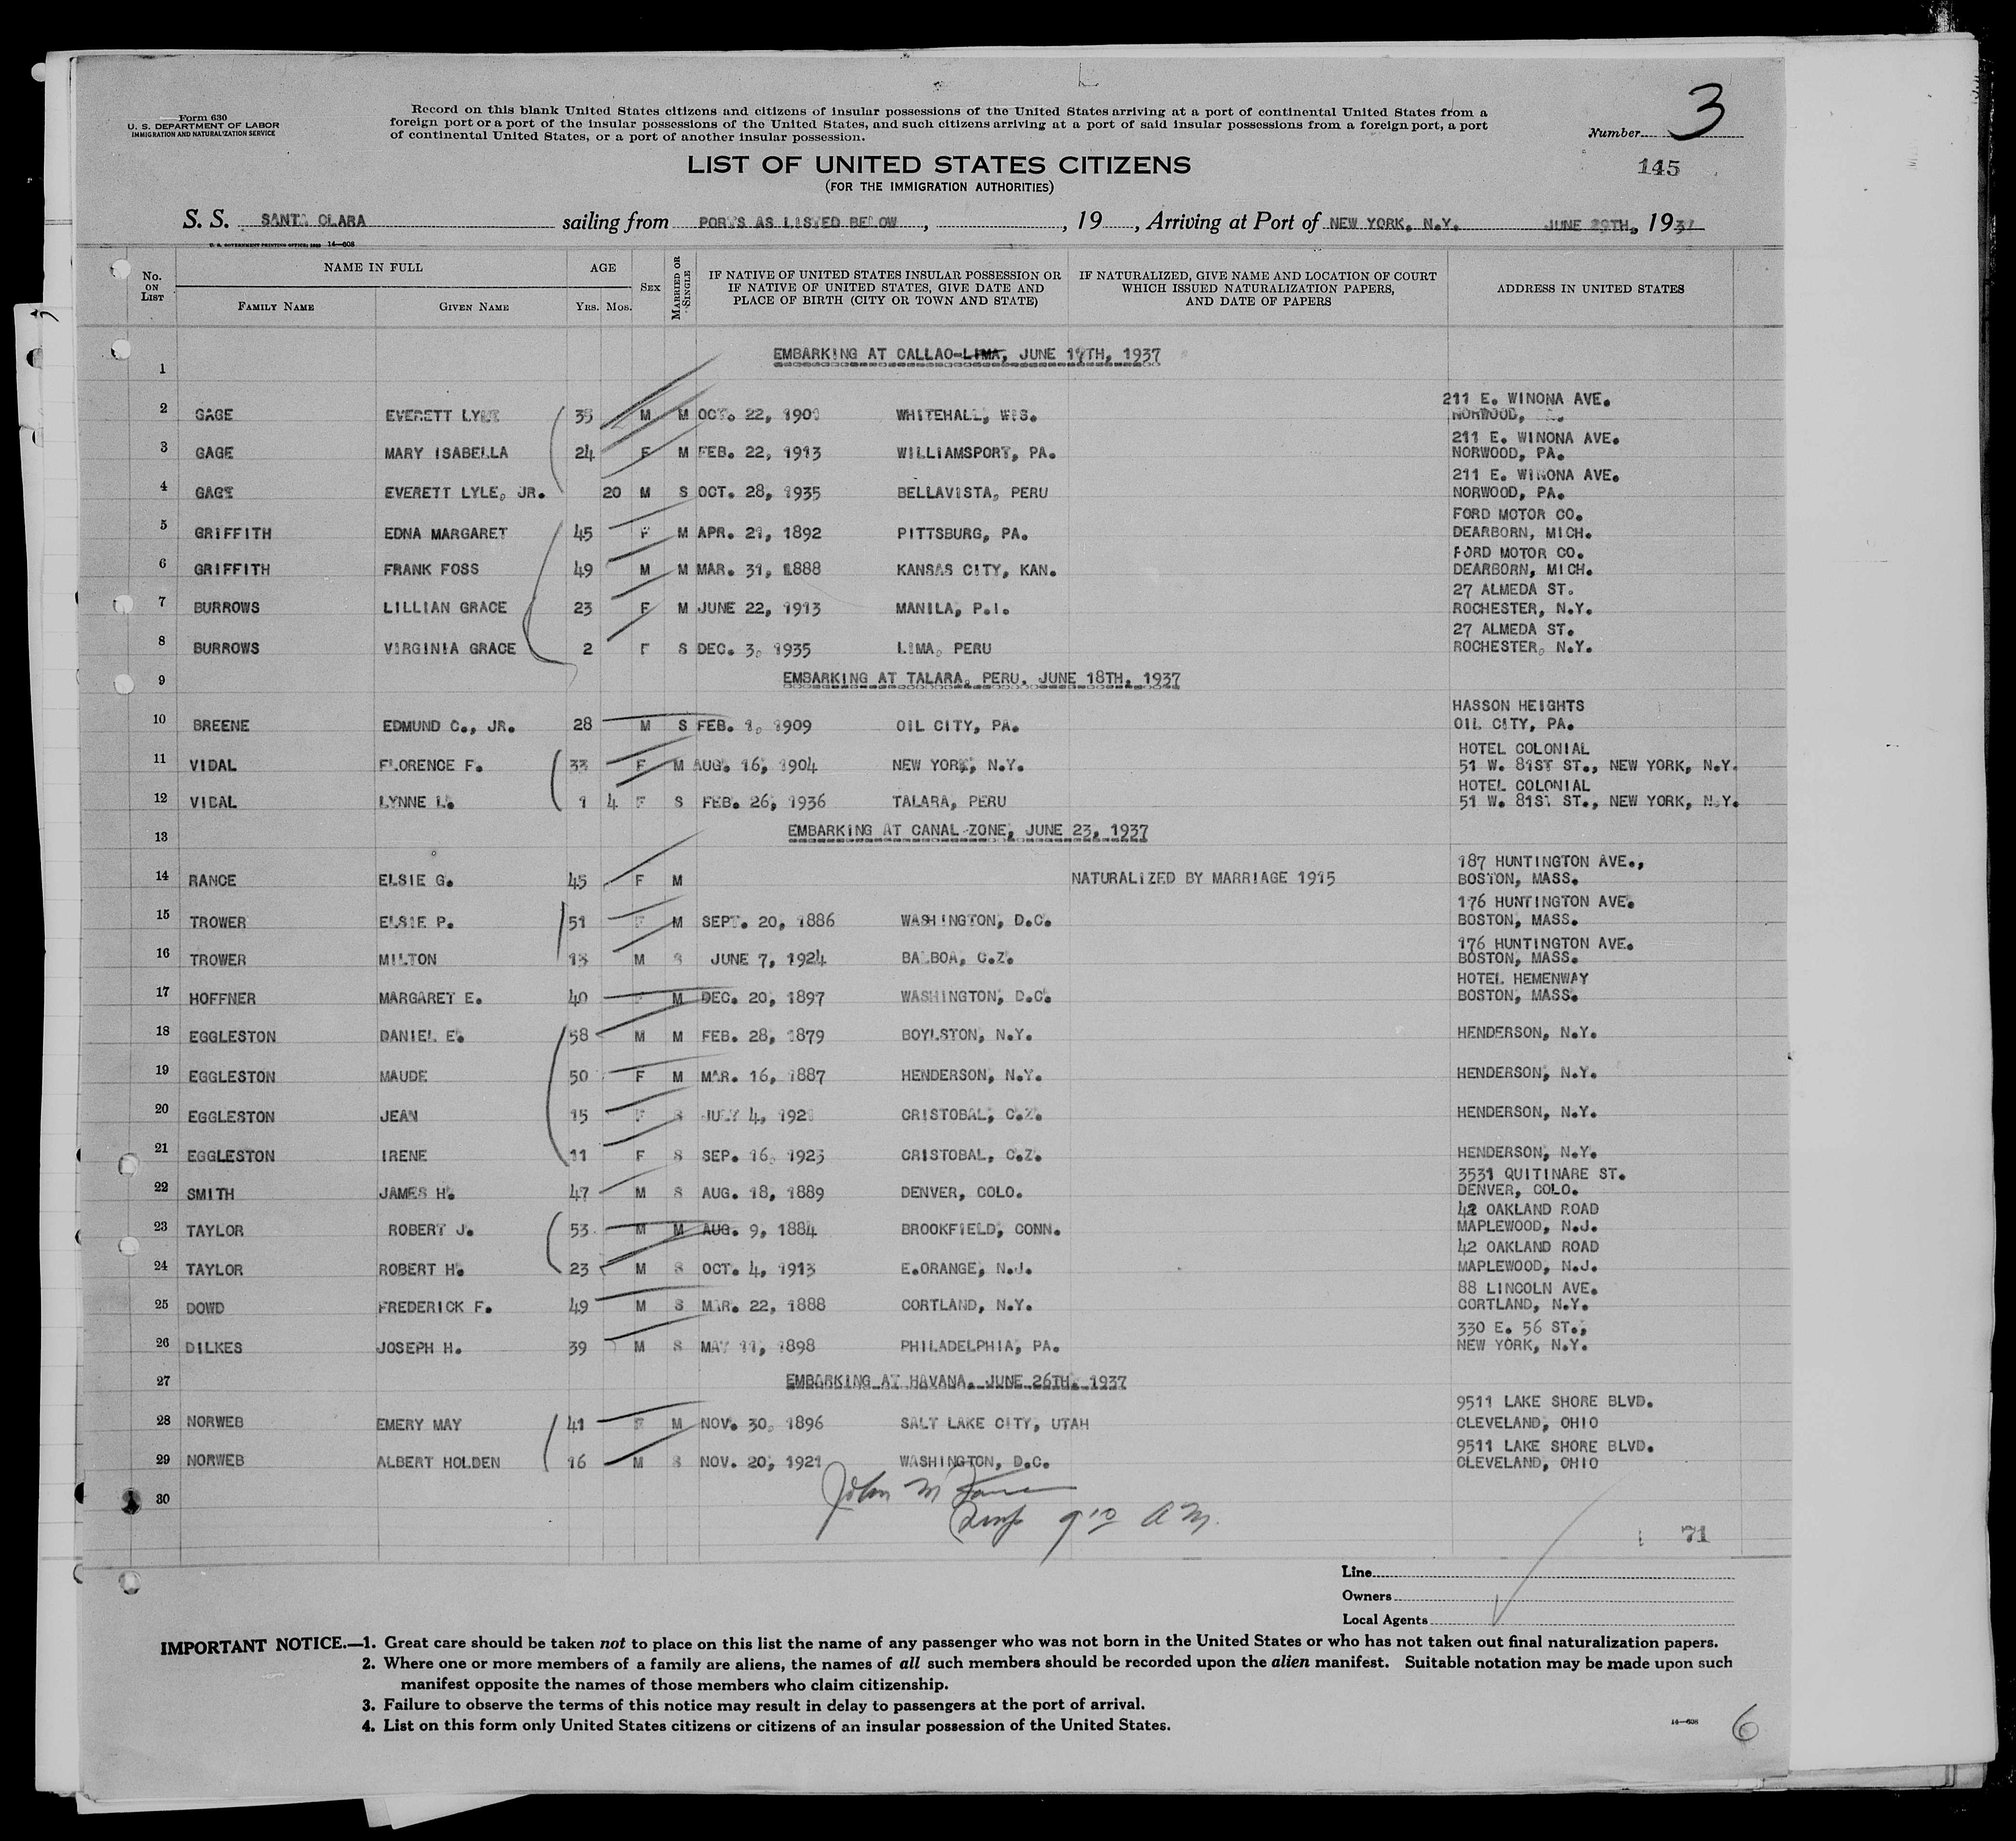 Form 630
U. S. DEPARTMENT OF LABOR
IMMIGRATION AND NATURALIZATION SERVICE
Record on this blank United States citizens and citizens of insular possessions of the United States arriving at a port of continental United States from a
foreign port or a port of the insular possessions of the United States, and such citizens arriving at a port of said insular possessions from a foreign port, a port
of continental United States, or a port of another insular possession.
Number 3
145
LIST OF UNITED STATES CITIZENS
(FOR THE IMMIGRATION AUTHORITIES)
S. S. SANTA CLARA sailing from PORTS AS LISTED BELOW , , 19 , Arriving at Port of NEW YORK, N.Y. JUNE 29TH, 1937
U. S. GOVERNMENT PRINTING OFFICE: 14—608
No. ON LIST
NAME IN FULL
FAMILY NAME
GIVEN NAME
AGE
YRS. MOS.
SEX
MARRIED OR SINGLE
IF NATIVE OF UNITED STATES INSULAR POSSESSION OR
IF NATIVE OF UNITED STATES, GIVE DATE AND
PLACE OF BIRTH (CITY OR TOWN AND STATE)
IF NATURALIZED, GIVE NAME AND LOCATION OF COURT
WHICH ISSUED NATURALIZATION PAPERS,
AND DATE OF PAPERS
ADDRESS IN UNITED STATES
1 EMBARKING AT CALLAO-LIMA, JUNE 17TH, 1937
2 GAGE EVERETT LYLE 35 M M OCT. 22, 1901 WHITEHALL, WIS. 211 E. WINONA AVE.
NORWOOD,
3 GAGE MARY ISABELLA 24 F M FEB. 22, 1913 WILLIAMSPORT, PA. 211 E. WINONA AVE.
NORWOOD, PA.
4 GAGE EVERETT LYLE, JR. 20 M S OCT. 28, 1935 BELLAVISTA, PERU 211 E. WINONA AVE.
NORWOOD, PA.
5 GRIFFITH EDNA MARGARET 45 F M APR. 21, 1892 PITTSBURG, PA. FORD MOTOR CO.
DEARBORN, MICH.
6 GRIFFITH FRANK FOSS 49 M M MAR. 31, 1888 KANSAS CITY, KAN. FORD MOTOR CO.
DEARBORN, MICH.
7 BURROWS LILLIAN GRACE 23 F M JUNE 22, 1913 MANILA, P.I. 27 ALMEDA ST.
ROCHESTER, N.Y.
8 BURROWS VIRGINIA GRACE 2 F S DEC. 3, 1935 LIMA, PERU 27 ALMEDA ST.
ROCHESTER, N.Y.
9 EMBARKING AT TALARA, PERU, JUNE 18TH, 1937
10 BREENE EDMUND C., JR. 28 M S FEB. 1, 1909 OIL CITY, PA. HASSON HEIGHTS
OIL CITY, PA.
11 VIDAL FLORENCE F. 33 F M AUG. 16, 1904 NEW YORK, N.Y. HOTEL COLONIAL
51 W. 81ST ST., NEW YORK, N.Y.
12 VIDAL LYNNE L. 1 4 F S FEB. 26, 1936 TALARA, PERU HOTEL COLONIAL
51 W. 81ST ST., NEW YORK, N.Y.
13 EMBARKING AT CANAL ZONE, JUNE 23, 1937
14 RANCE ELSIE G. 45 F M NATURALIZED BY MARRIAGE 1915 187 HUNTINGTON AVE.,
BOSTON, MASS.
15 TROWER ELSIE P. 51 F M SEPT. 20, 1886 WASHINGTON, D.C. 176 HUNTINGTON AVE.
BOSTON, MASS.
16 TROWER MILTON 13 M S JUNE 7, 1924 BALBOA, C.Z. 176 HUNTINGTON AVE.
BOSTON, MASS.
17 HOFFNER MARGARET E. 40 F M DEC. 20, 1897 WASHINGTON, D.C. HOTEL HEMENWAY
BOSTON, MASS.
18 EGGLESTON DANIEL E. 58 M M FEB. 28, 1879 BOYLSTON, N.Y. HENDERSON, N.Y.
19 EGGLESTON MAUDE 50 F M MAR. 16, 1887 HENDERSON, N.Y. HENDERSON, N.Y.
20 EGGLESTON JEAN 15 F S JULY 4, 1921 CRISTOBAL, C.Z. HENDERSON, N.Y.
21 EGGLESTON IRENE 11 F S SEP. 16, 1925 CRISTOBAL, C.Z. HENDERSON, N.Y.
22 SMITH JAMES H. 47 M S AUG. 18, 1889 DENVER, COLO. 3531 QUITINARE ST.
DENVER, COLO.
23 TAYLOR ROBERT J. 53 M M AUG. 9, 1884 BROOKFIELD, CONN. 42 OAKLAND ROAD
MAPLEWOOD, N.J.
24 TAYLOR ROBERT H. 23 M S OCT. 4, 1913 E.ORANGE, N.J. 42 OAKLAND ROAD
MAPLEWOOD, N.J.
25 DOWD FREDERICK F. 49 M S MAR. 22, 1888 CORTLAND, N.Y. 88 LINCOLN AVE.
CORTLAND, N.Y.
26 DILKES JOSEPH H. 39 M S MAY 11, 1898 PHILADELPHIA, PA. 330 E. 56 ST.,
NEW YORK, N.Y.
27 EMBARKING AT HAVANA, JUNE 26TH, 1937
28 NORWEB EMERY MAY 41 F M NOV. 30, 1896 SALT LAKE CITY, UTAH 9511 LAKE SHORE BLVD.
CLEVELAND, OHIO
29 NORWEB ALBERT HOLDEN 16 M S NOV. 20, 1921 WASHINGTON, D.C. 9511 LAKE SHORE BLVD.
CLEVELAND, OHIO
30 John M
Insp 9 10 AM.
71
Line
Owners
Local Agents
IMPORTANT NOTICE.—1. Great care should be taken not to place on this list the name of any passenger who was not born in the United States or who has not taken out final naturalization papers.
2. Where one or more members of a family are aliens, the names of all such members should be recorded upon the alien manifest. Suitable notation may be made upon such
manifest opposite the names of those members who claim citizenship.
3. Failure to observe the terms of this notice may result in delay to passengers at the port of arrival.
4. List on this form only United States citizens or citizens of an insular possession of the United States.
14—608
6